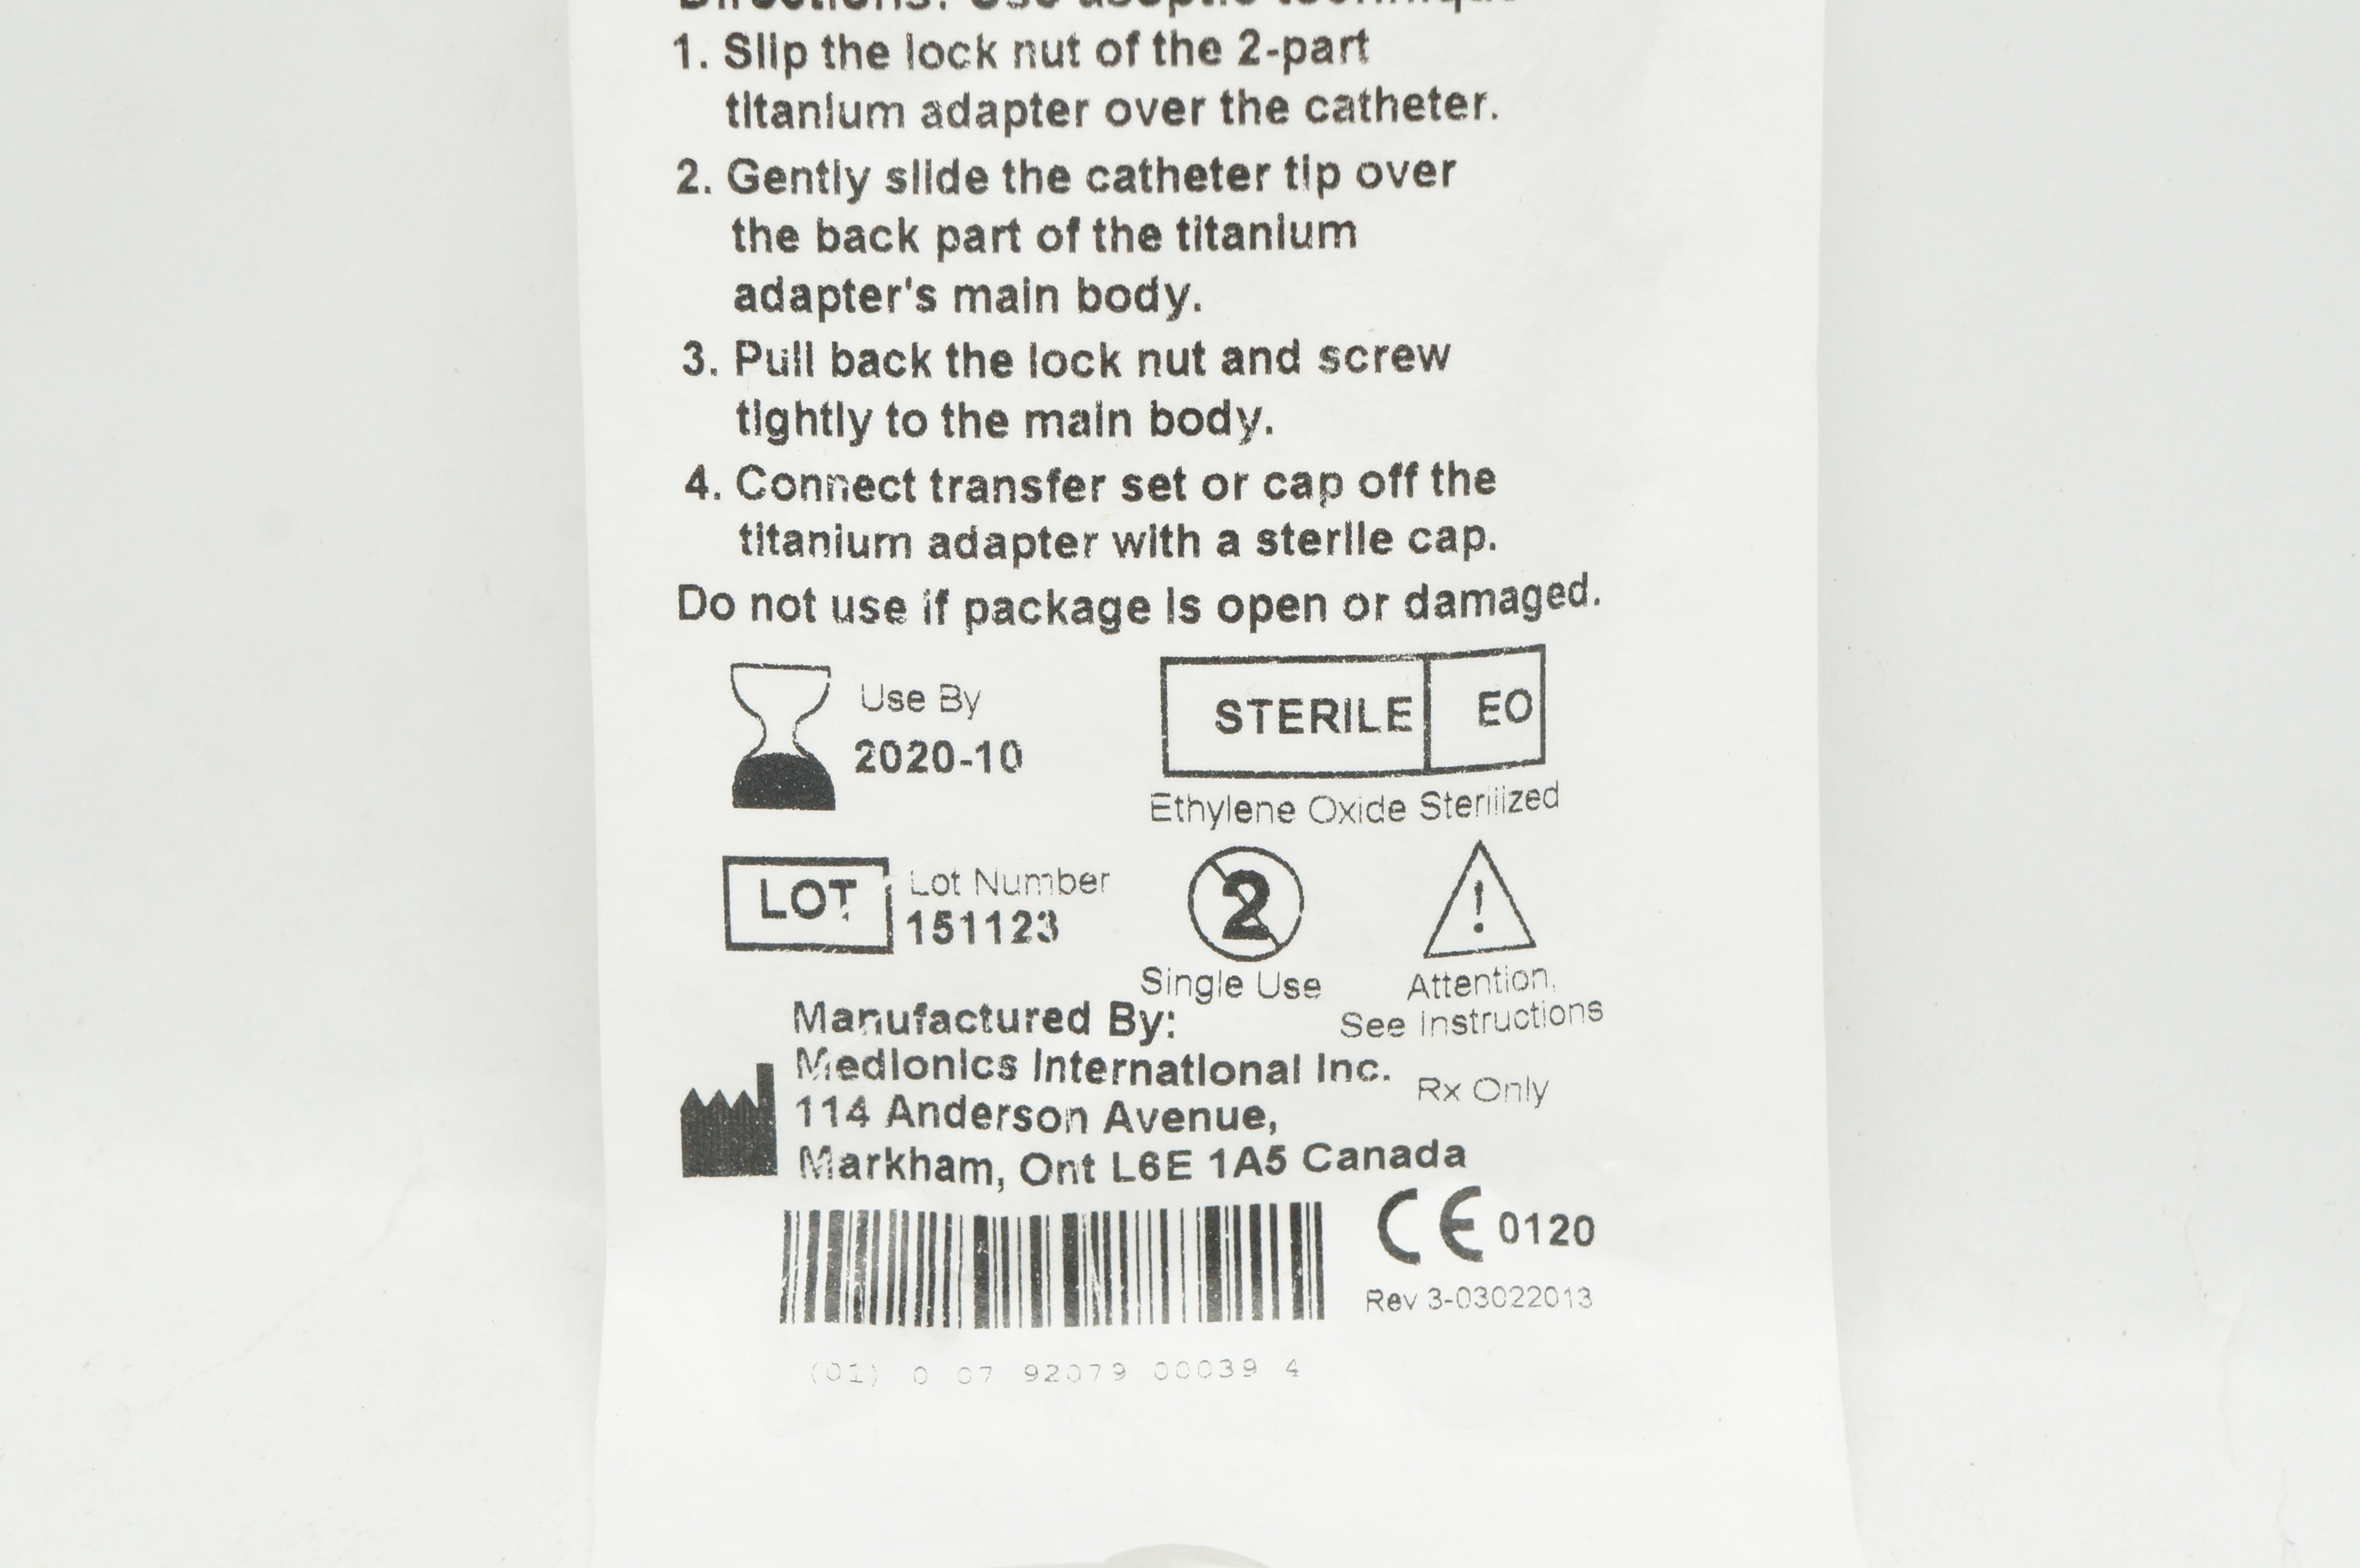 Directions: Use aseptic technique
1. Slip the lock nut of the 2-part
titanium adapter over the catheter.
2. Gently slide the catheter tip over
the back part of the titanium
adapter's main body.
3. Pull back the lock nut and screw
tightly to the main body.
4. Connect transfer set or cap off the
titanium adapter with a sterile cap.
Do not use if package is open or damaged.
Use By
2020-10
STERILE EO
Ethylene Oxide Sterilized
LOT
Lot Number
151123
2
Single Use
!
Attention,
See Instructions
Manufactured By:
Medionics International Inc.
Rx Only
114 Anderson Avenue,
Markham, Ont L6E 1A5 Canada
CE 0120
Rev 3-03022013
(01) 0 07 92079 00039 4